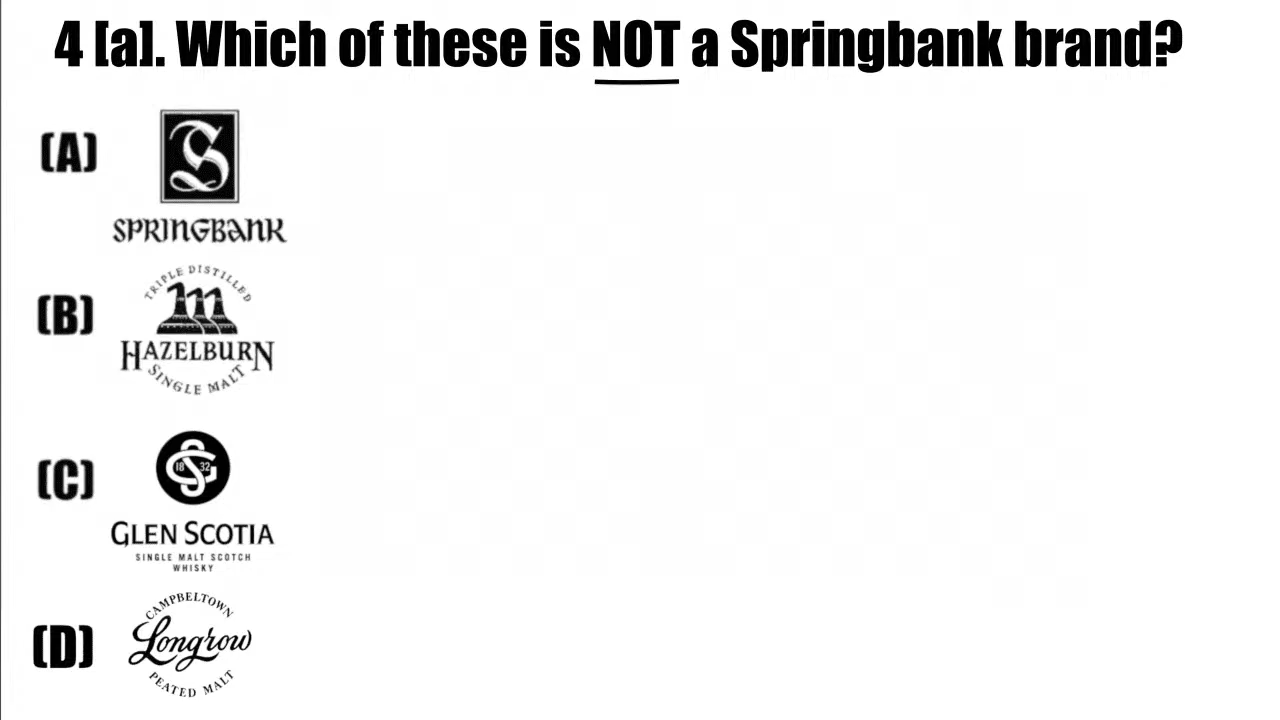 4 [a]. Which of these is NOT a Springbank brand?
(A)
S
SPRINGBANK
(B)
TRIPLE DISTILLED
HAZELBURN
SINGLE MALT
(C)
18 GS 32
GLEN SCOTIA
SINGLE MALT SCOTCH
WHISKY
(D)
CAMPBELTOWN
Longrow
PEATED MALT